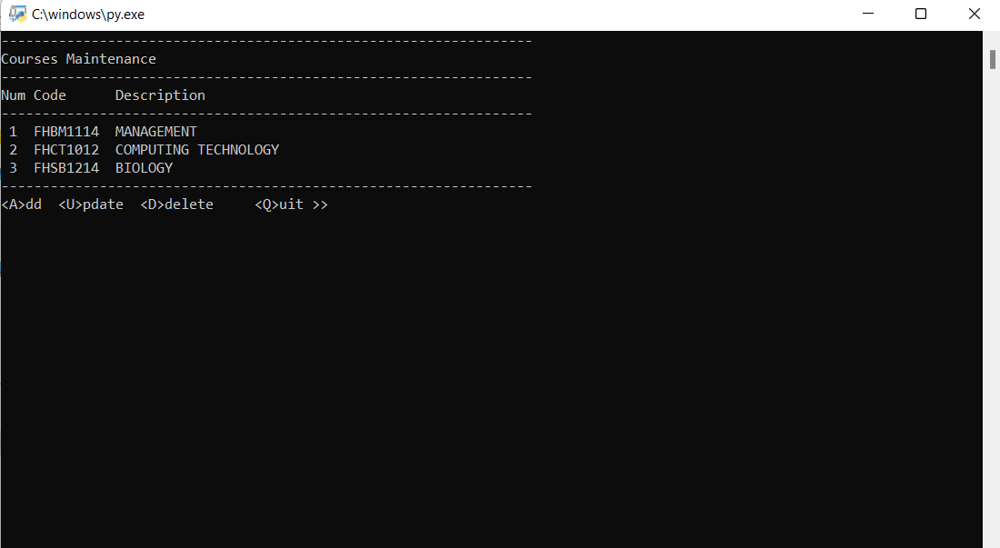 C:\windows\py.exe
-----------------------------------------------------------------
Courses Maintenance
-----------------------------------------------------------------
Num Code      Description
-----------------------------------------------------------------
 1  FHBM1114  MANAGEMENT
 2  FHCT1012  COMPUTING TECHNOLOGY
 3  FHSB1214  BIOLOGY
-----------------------------------------------------------------
<A>dd  <U>pdate  <D>delete     <Q>uit >>